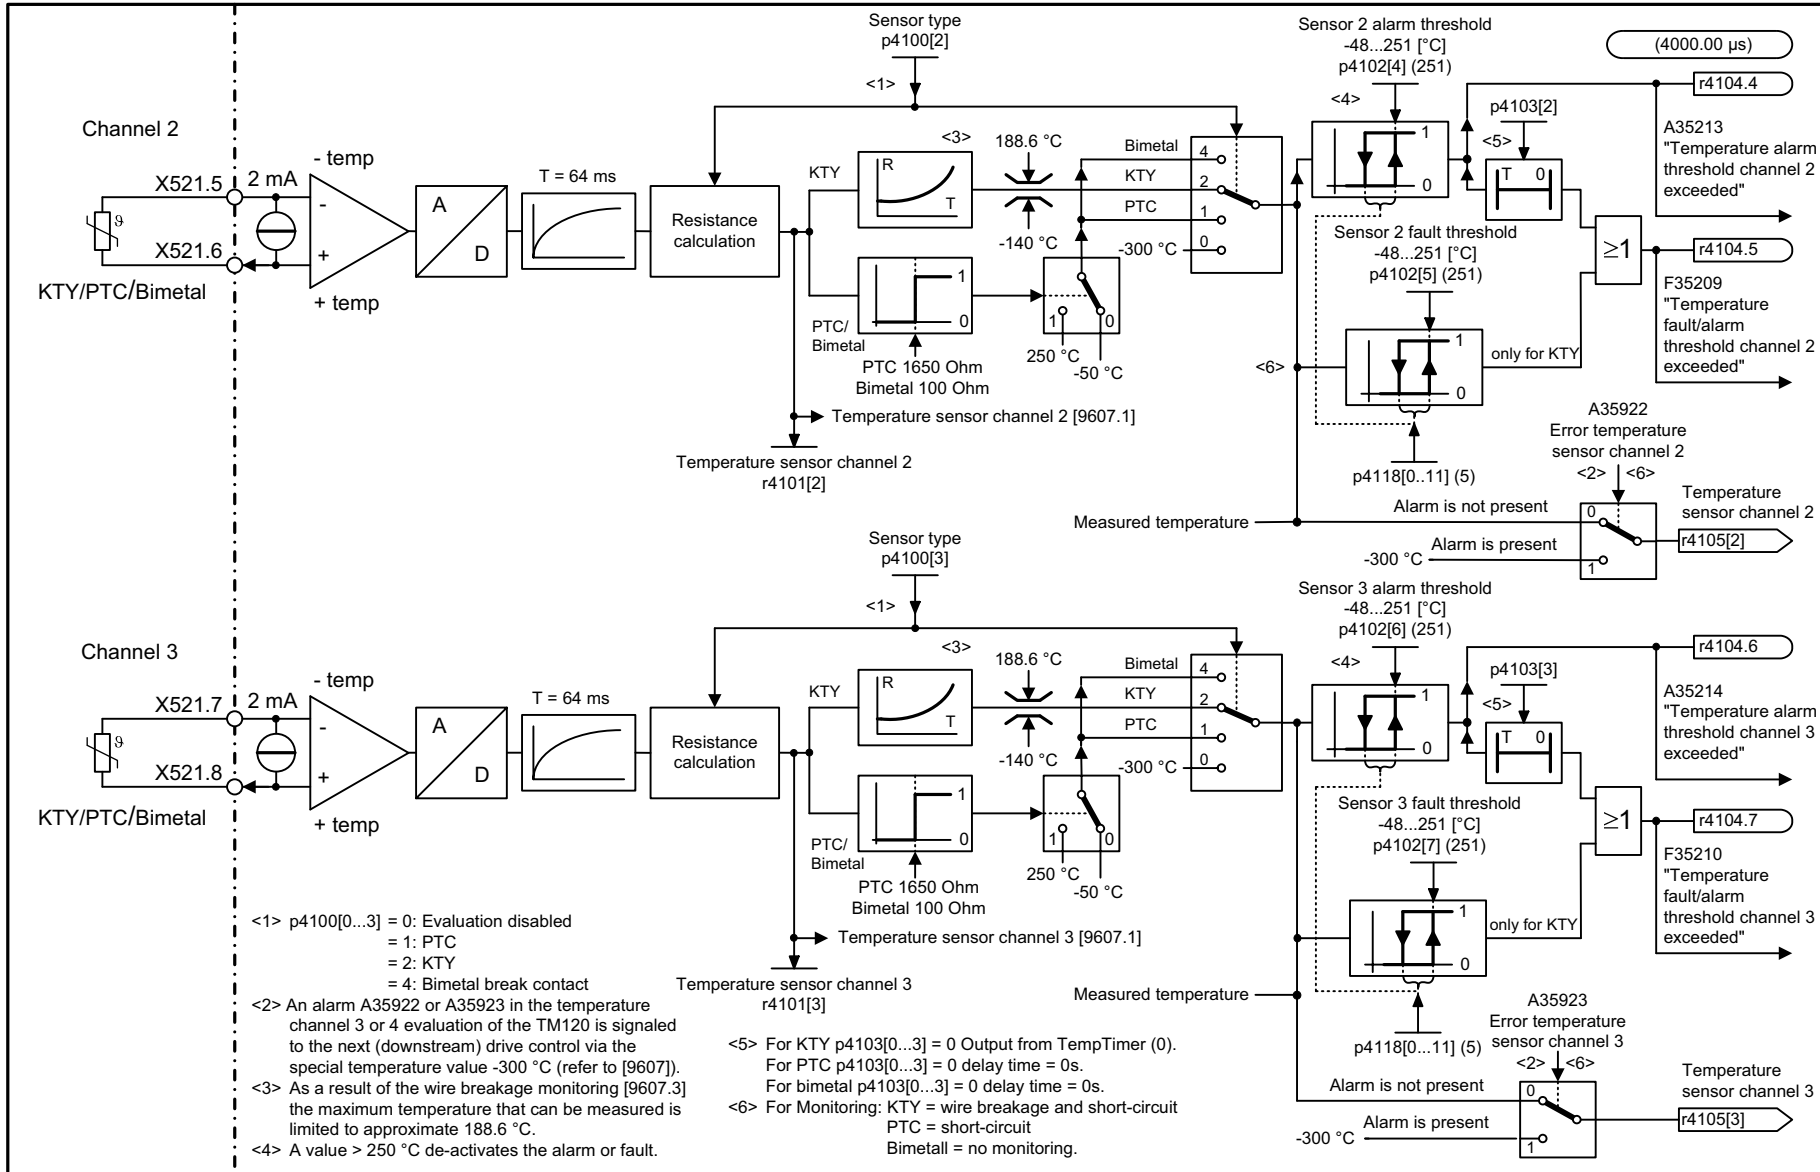 Sensor type
p4100[2]
<1>
Sensor 2 alarm threshold
-48...251 [°C]
p4102[4] (251)
<4>
(4000.00 µs)
r4104.4
p4103[2]
<5>
A35213
"Temperature alarm
threshold channel 2
exceeded"
Channel 2
- temp
X521.5
2 mA
-
ϑ
X521.6
+
KTY/PTC/Bimetal
+ temp
A
D
T = 64 ms
Resistance
calculation
KTY
<3>
R
T
188.6 °C
-140 °C
Bimetal
4
KTY
2
PTC
1
-300 °C
0
1
0
T 0
Sensor 2 fault threshold
-48...251 [°C]
p4102[5] (251)
≥1
r4104.5
F35209
"Temperature
fault/alarm
threshold channel 2
exceeded"
PTC/
Bimetal
1
0
PTC 1650 Ohm
Bimetal 100 Ohm
1
0
250 °C
-50 °C
<6>
1
0
only for KTY
Temperature sensor channel 2 [9607.1]
Temperature sensor channel 2
r4101[2]
p4118[0..11] (5)
A35922
Error temperature
sensor channel 2
<2>
<6>
Measured temperature
Alarm is not present
0
Temperature
sensor channel 2
r4105[2]
-300 °C
Alarm is present
1
Sensor type
p4100[3]
<1>
Sensor 3 alarm threshold
-48...251 [°C]
p4102[6] (251)
<4>
r4104.6
p4103[3]
<5>
A35214
"Temperature alarm
threshold channel 3
exceeded"
Channel 3
- temp
X521.7
2 mA
-
ϑ
X521.8
+
KTY/PTC/Bimetal
+ temp
A
D
T = 64 ms
Resistance
calculation
KTY
<3>
R
T
188.6 °C
-140 °C
Bimetal
4
KTY
2
PTC
1
-300 °C
0
1
0
T 0
Sensor 3 fault threshold
-48...251 [°C]
p4102[7] (251)
≥1
r4104.7
F35210
"Temperature
fault/alarm
threshold channel 3
exceeded"
PTC/
Bimetal
1
0
PTC 1650 Ohm
Bimetal 100 Ohm
1
0
250 °C
-50 °C
1
0
only for KTY
Temperature sensor channel 3 [9607.1]
Temperature sensor channel 3
r4101[3]
Measured temperature
p4118[0...11] (5)
A35923
Error temperature
sensor channel 3
<2>
<6>
Alarm is not present
0
Temperature
sensor channel 3
r4105[3]
-300 °C
Alarm is present
1
<1> p4100[0...3] = 0: Evaluation disabled
= 1: PTC
= 2: KTY
= 4: Bimetal break contact
<2> An alarm A35922 or A35923 in the temperature
channel 3 or 4 evaluation of the TM120 is signaled
to the next (downstream) drive control via the
special temperature value -300 °C (refer to [9607]).
<3> As a result of the wire breakage monitoring [9607.3]
the maximum temperature that can be measured is
limited to approximate 188.6 °C.
<4> A value > 250 °C de-activates the alarm or fault.
<5> For KTY p4103[0...3] = 0 Output from TempTimer (0).
For PTC p4103[0...3] = 0 delay time = 0s.
For bimetal p4103[0...3] = 0 delay time = 0s.
<6> For Monitoring: KTY = wire breakage and short-circuit
PTC = short-circuit
Bimetall = no monitoring.